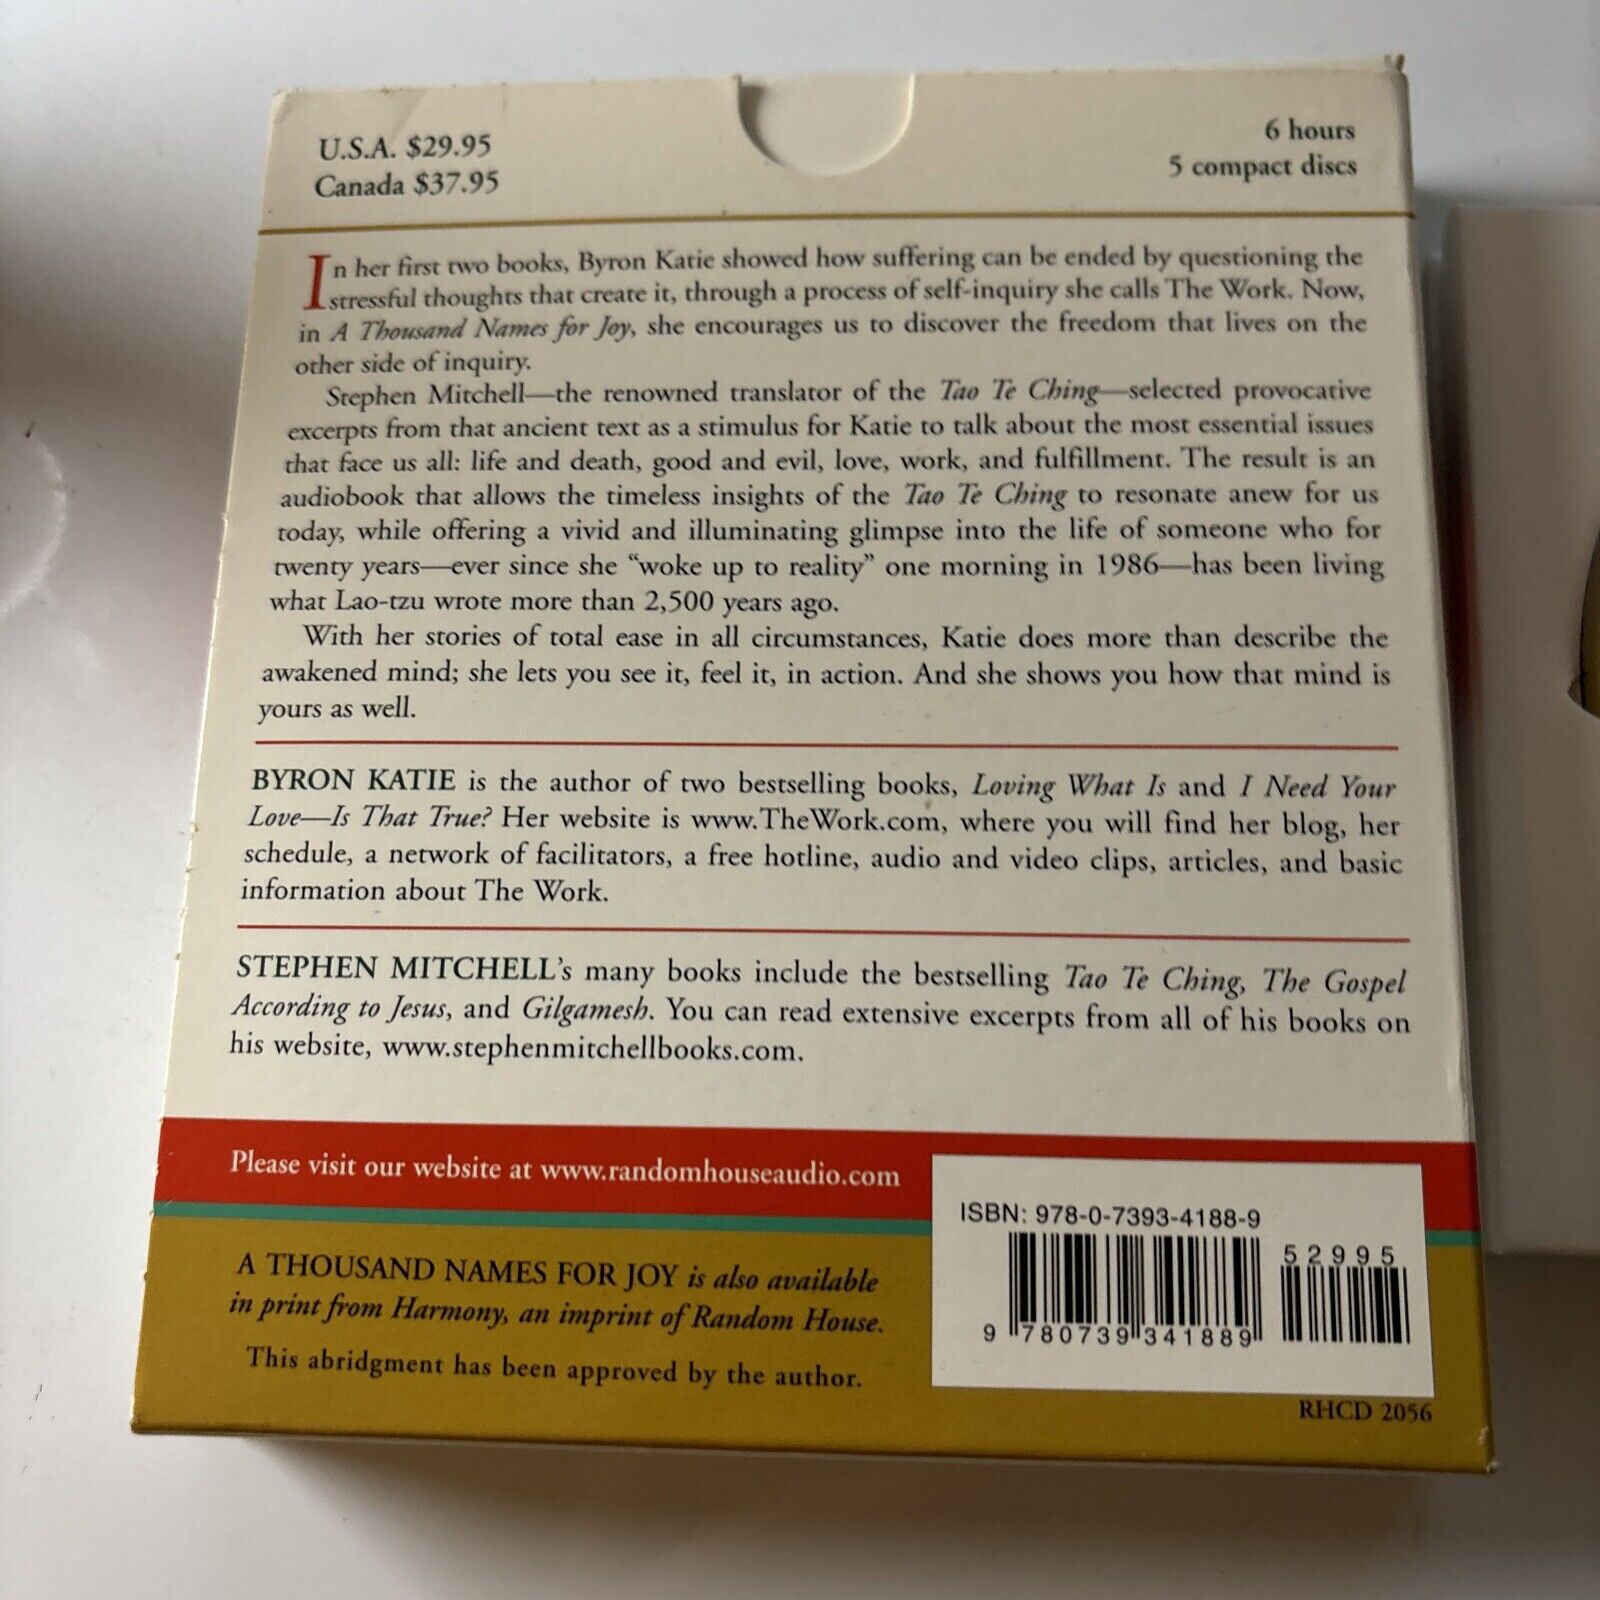 U.S.A. $29.95
Canada $37.95
6 hours
5 compact discs
In her first two books, Byron Katie showed how suffering can be ended by questioning the
stressful thoughts that create it, through a process of self-inquiry she calls The Work. Now,
in A Thousand Names for Joy, she encourages us to discover the freedom that lives on the
other side of inquiry.
Stephen Mitchell—the renowned translator of the Tao Te Ching—selected provocative
excerpts from that ancient text as a stimulus for Katie to talk about the most essential issues
that face us all: life and death, good and evil, love, work, and fulfillment. The result is an
audiobook that allows the timeless insights of the Tao Te Ching to resonate anew for us
today, while offering a vivid and illuminating glimpse into the life of someone who for
twenty years—ever since she “woke up to reality” one morning in 1986—has been living
what Lao-tzu wrote more than 2,500 years ago.
With her stories of total ease in all circumstances, Katie does more than describe the
awakened mind; she lets you see it, feel it, in action. And she shows you how that mind is
yours as well.
BYRON KATIE is the author of two bestselling books, Loving What Is and I Need Your
Love—Is That True? Her website is www.TheWork.com, where you will find her blog, her
schedule, a network of facilitators, a free hotline, audio and video clips, articles, and basic
information about The Work.
STEPHEN MITCHELL's many books include the bestselling Tao Te Ching, The Gospel
According to Jesus, and Gilgamesh. You can read extensive excerpts from all of his books on
his website, www.stephenmitchellbooks.com.
Please visit our website at www.randomhouseaudio.com
A THOUSAND NAMES FOR JOY is also available
in print from Harmony, an imprint of Random House.
This abridgment has been approved by the author.
ISBN: 978-0-7393-4188-9
52995
9 780739 341889
RHCD 2056